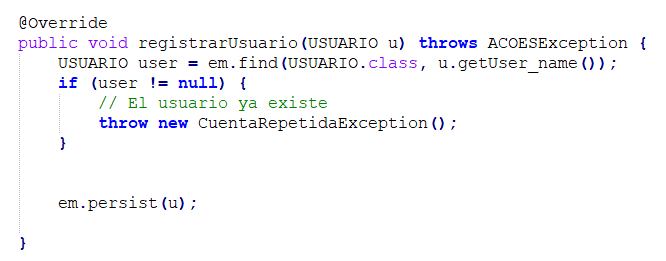 @Override
public void registrarUsuario(USUARIO u) throws ACOESException {
USUARIO user = em.find(USUARIO.class, u.getUser_name());
if (user != null) {
// El usuario ya existe
throw new CuentaRepetidaException();
}
em.persist(u);
}